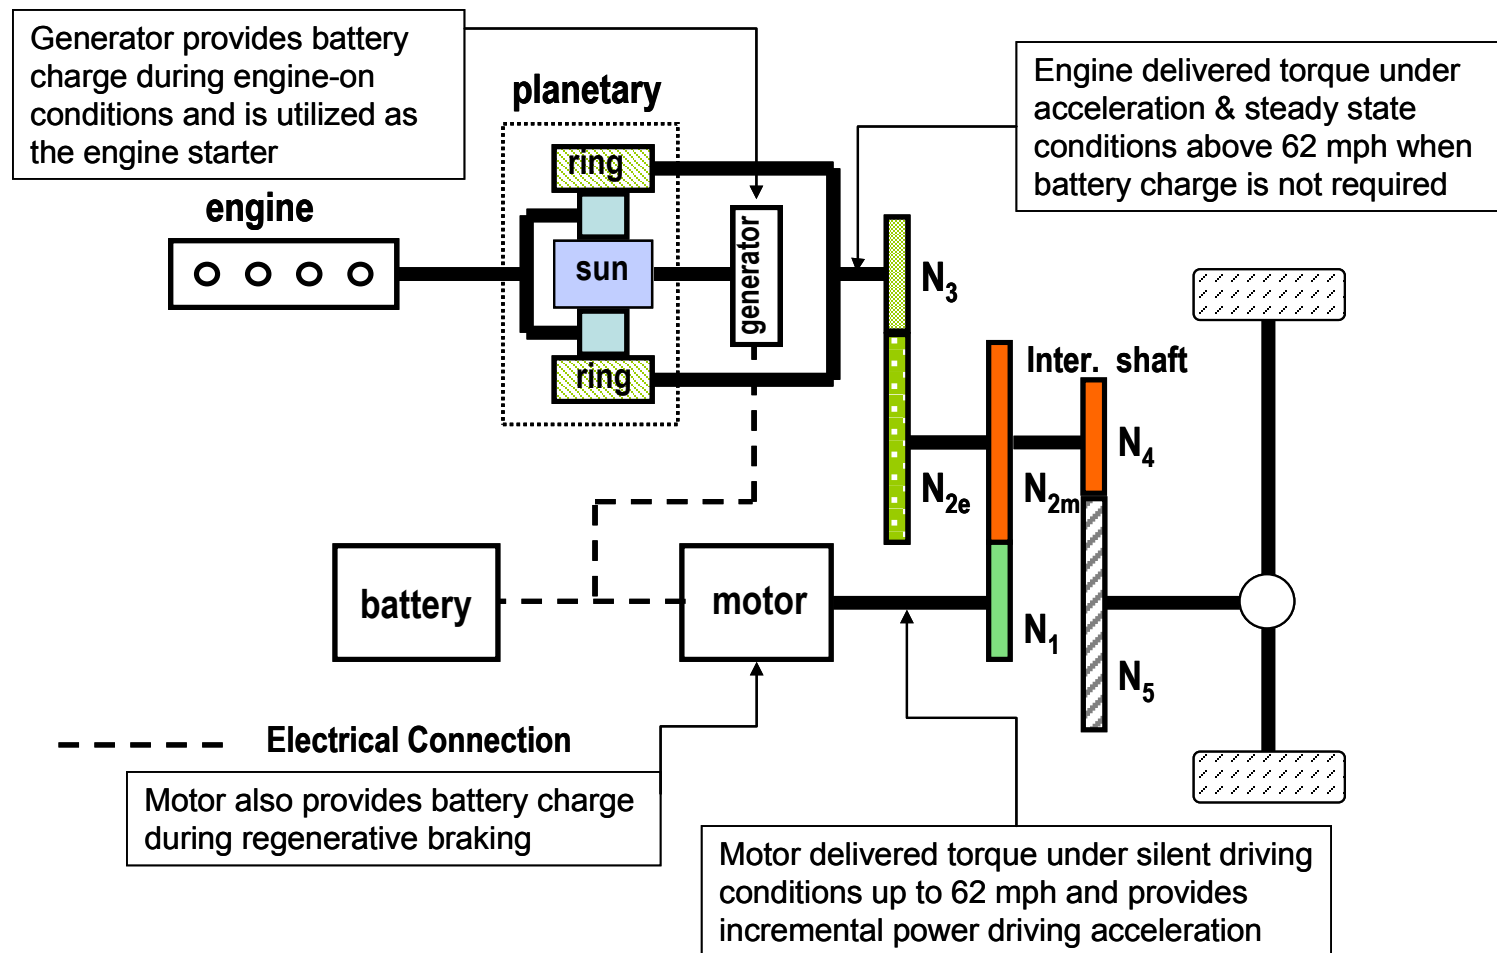 Generator provides battery
charge during engine-on
conditions and is utilized as
the engine starter
planetary
Engine delivered torque under
acceleration & steady state
conditions above 62 mph when
battery charge is not required
ring
engine
sun
generator
N3
ring
Inter. shaft
N4
N2e
N2m
battery
motor
N1
N5
Electrical Connection
Motor also provides battery charge
during regenerative braking
Motor delivered torque under silent driving
conditions up to 62 mph and provides
incremental power driving acceleration